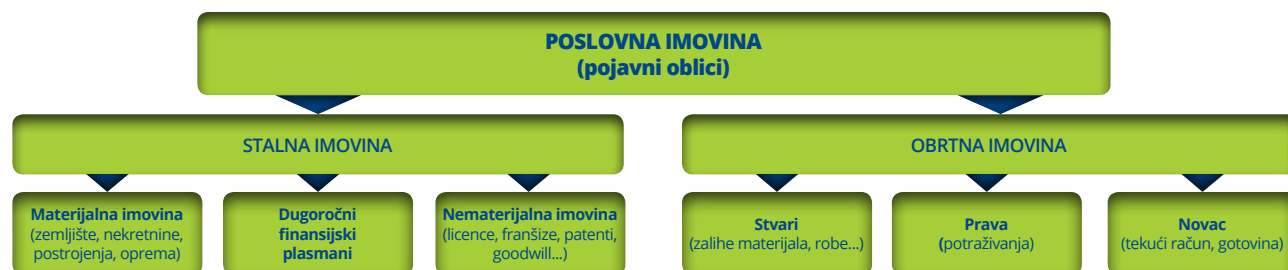 POSLOVNA IMOVINA
(pojavni oblici)
STALNA IMOVINA
OBRTNA IMOVINA
Materijalna imovina
(zemljište, nekretnine,
postrojenja, oprema)
Dugoročni
finansijski
plasmani
Nematerijalna imovina
(licence, franšize, patenti,
goodwill...)
Stvari
(zalihe materijala, robe...)
Prava
(potraživanja)
Novac
(tekući račun, gotovina)